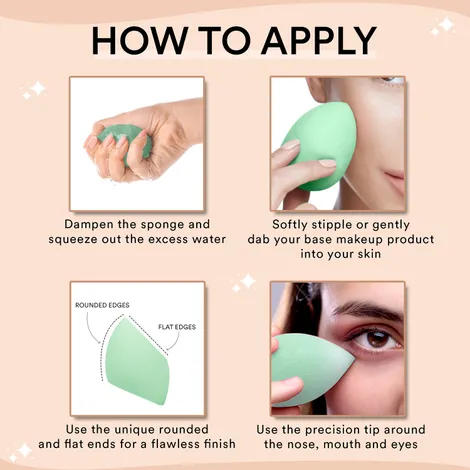 HOW TO APPLY
Dampen the sponge and
squeeze out the excess water
Softly stipple or gently
dab your base makeup product
into your skin
ROUNDED EDGES
FLAT EDGES
Use the unique rounded
and flat ends for a flawless finish
Use the precision tip around
the nose, mouth and eyes